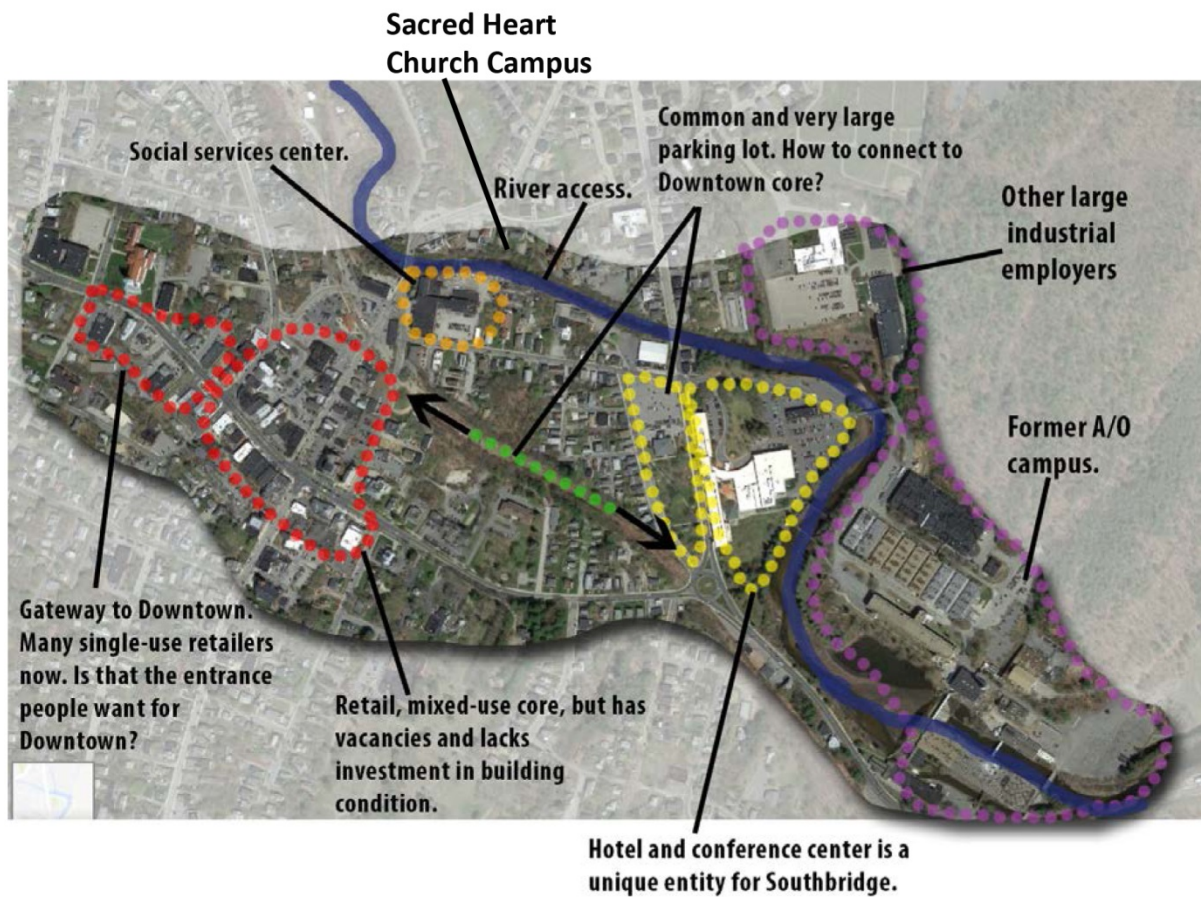 Sacred Heart
Church Campus
Social services center.
River access.
Common and very large
parking lot. How to connect to
Downtown core?
Other large
industrial
employers
Former A/O
campus.
Gateway to Downtown.
Many single-use retailers
now. Is that the entrance
people want for
Downtown?
Retail, mixed-use core, but has
vacancies and lacks
investment in building
condition.
Hotel and conference center is a
unique entity for Southbridge.